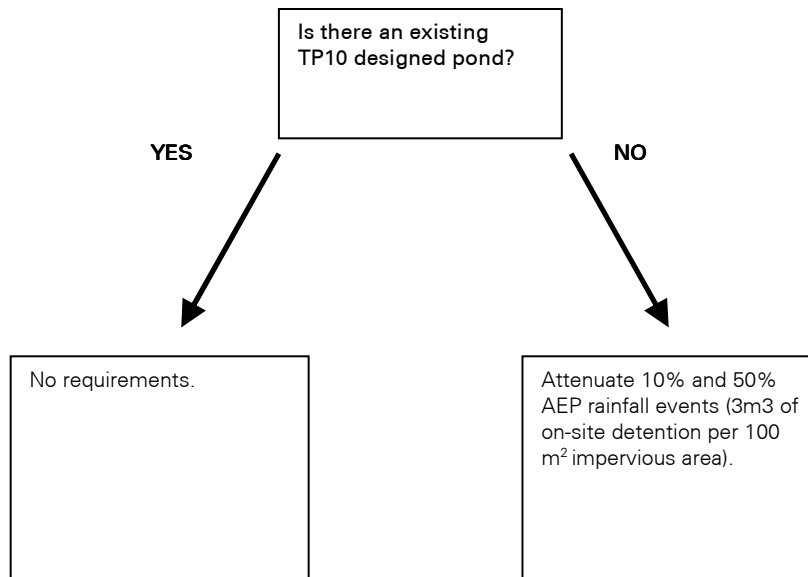 Is there an existing
TP10 designed pond?
YES
NO
No requirements.
Attenuate 10% and 50%
AEP rainfall events (3m3 of
on-site detention per 100
m² impervious area).